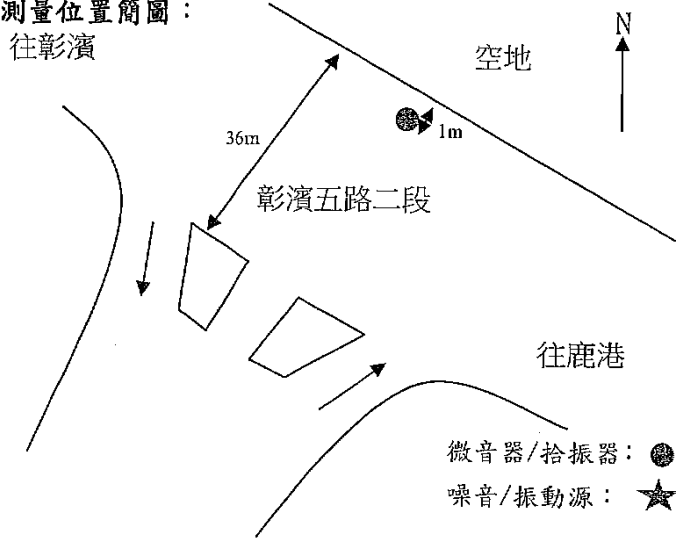 測量位置簡圖：
往彰濱
空地
N
36m
1m
彰濱五路二段
往鹿港
微音器/拾振器：
噪音/振動源：